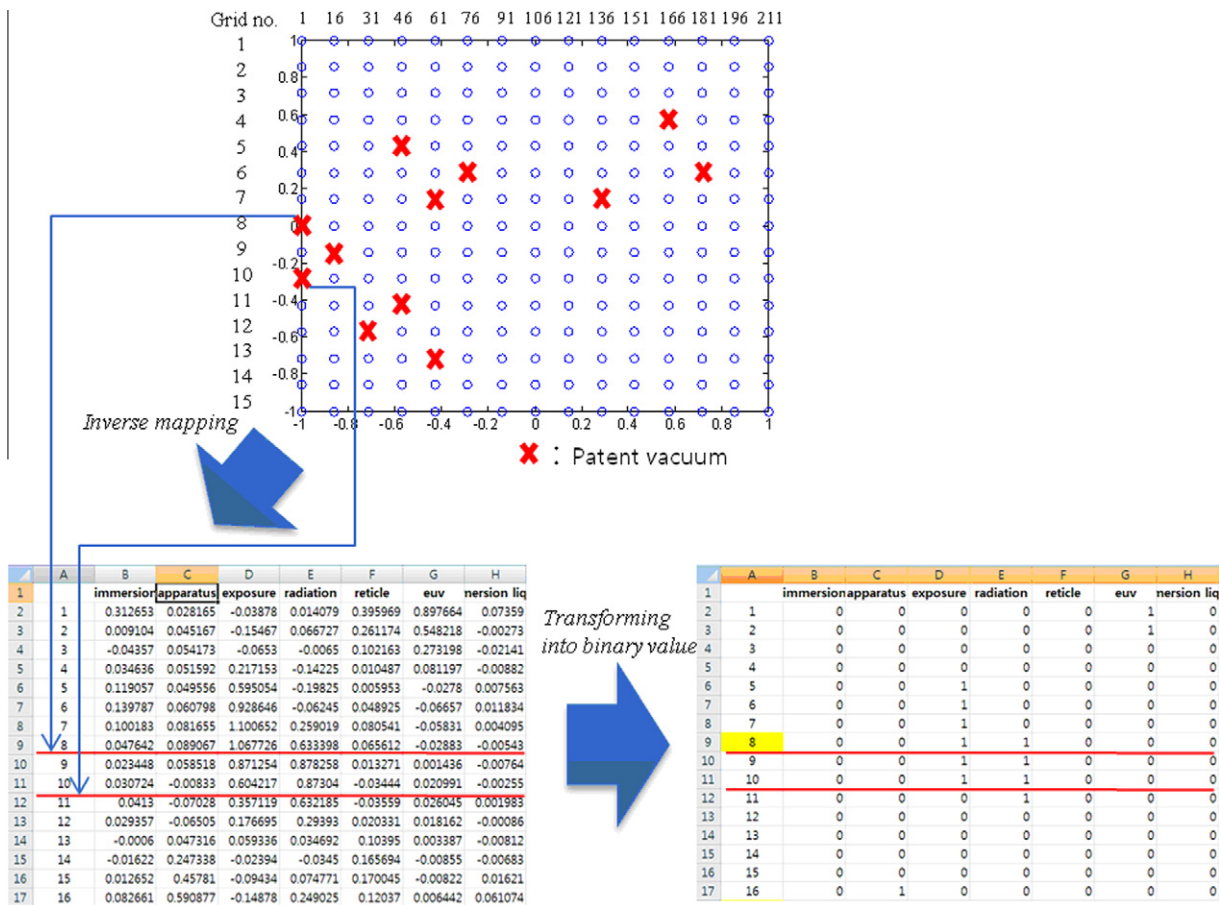 Grid no. 1 16 31 46 61 76 91 106 121 136 151 166 181 196 211
1 1
2
0.8
3
4 0.6
5 0.4
6
7 0.2
8 0
9 -0.2
10
11 -0.4
12
13 -0.6
14 -0.8
15 -1
-1 -0.8 -0.6 -0.4 -0.2 0 0.2 0.4 0.6 0.8 1
Inverse mapping
✖ : Patent vacuum
A B C D E F G H
1 immersion apparatus exposure radiation reticle euv nersion liq
2 1 0.312653 0.028165 -0.03878 0.014079 0.395969 0.897664 0.07359
3 2 0.009104 0.045167 -0.15467 0.066727 0.261174 0.548218 -0.00273
4 3 -0.04357 0.054173 -0.0653 -0.0065 0.102163 0.273198 -0.02141
5 4 0.034636 0.051592 0.217153 -0.14225 0.010487 0.081197 -0.00882
6 5 0.119057 0.049556 0.595054 -0.19825 0.005953 -0.0278 0.007563
7 6 0.139787 0.060798 0.928646 -0.06245 0.048925 -0.06657 0.011834
8 7 0.100183 0.081655 1.100652 0.259019 0.080541 -0.05831 0.004095
9 8 0.047642 0.089067 1.067726 0.633398 0.065612 -0.02883 -0.00543
10 9 0.023448 0.058518 0.871254 0.878258 0.013271 0.001436 -0.00764
11 10 0.030724 -0.00833 0.604217 0.87304 -0.03444 0.020991 -0.00255
12 11 0.0413 -0.07028 0.357119 0.632185 -0.03559 0.026045 0.001983
13 12 0.029357 -0.06505 0.176695 0.29393 0.020331 0.018162 -0.00086
14 13 -0.0006 0.047316 0.059336 0.034692 0.10395 0.003387 -0.00812
15 14 -0.01622 0.247338 -0.02394 -0.0345 0.165694 -0.00855 -0.00683
16 15 0.012652 0.45781 -0.09434 0.074771 0.170045 -0.00822 0.01621
17 16 0.082661 0.590877 -0.14878 0.249025 0.12037 0.006442 0.061074
Transforming
into binary value
A B C D E F G H
1 immersion apparatus exposure radiation reticle euv nersion liq
2 1 0 0 0 0 0 1 0
3 2 0 0 0 0 0 1 0
4 3 0 0 0 0 0 0 0
5 4 0 0 0 0 0 0 0
6 5 0 0 1 0 0 0 0
7 6 0 0 1 0 0 0 0
8 7 0 0 1 0 0 0 0
9 8 0 0 1 1 0 0 0
10 9 0 0 1 1 0 0 0
11 10 0 0 1 1 0 0 0
12 11 0 0 0 1 0 0 0
13 12 0 0 0 0 0 0 0
14 13 0 0 0 0 0 0 0
15 14 0 0 0 0 0 0 0
16 15 0 0 0 0 0 0 0
17 16 0 1 0 0 0 0 0